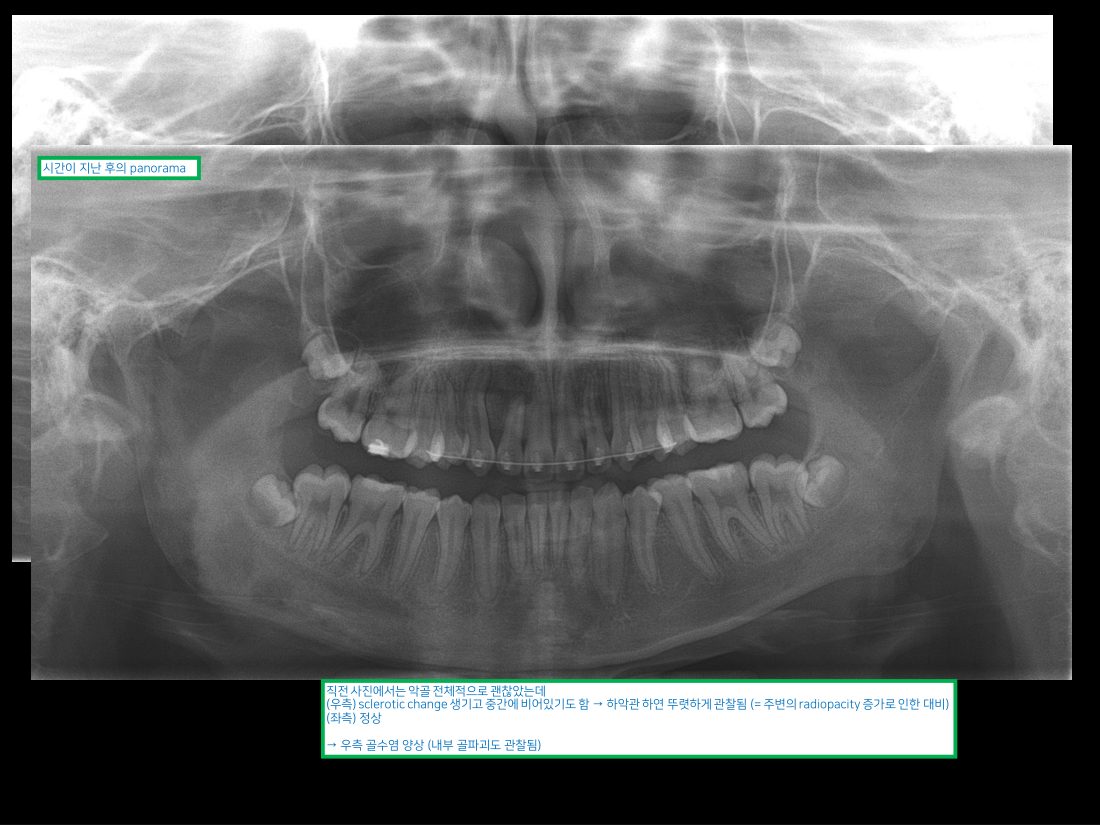 시간이 지난 후의 panorama
직전 사진에서는 악골 전체적으로 괜찮았는데
(우측) sclerotic change 생기고 중간에 비어있기도 함 → 하악관 하연 뚜렷하게 관찰됨 (= 주변의 radiopacity 증가로 인한 대비)
(좌측) 정상
→ 우측 골수염 양상 (내부 골파괴도 관찰됨)